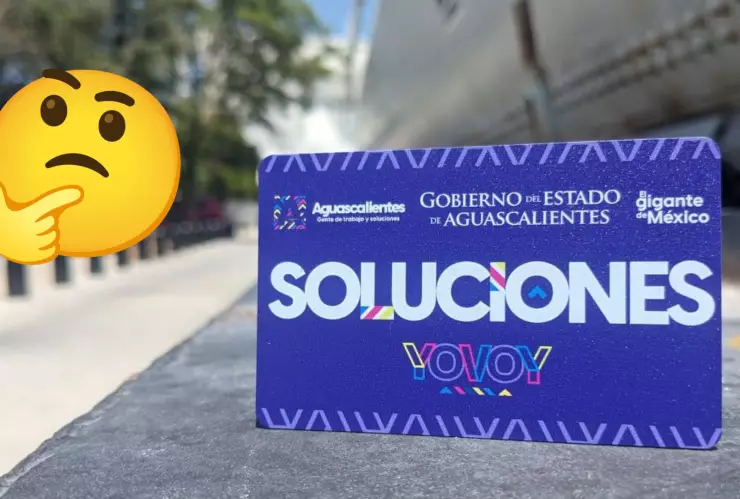 Aguascalientes
Gente de trabajo y soluciones
GOBIERNO DEL ESTADO
DE AGUASCALIENTES
El
gigante
de México
SOLUCIONES
YOVOY